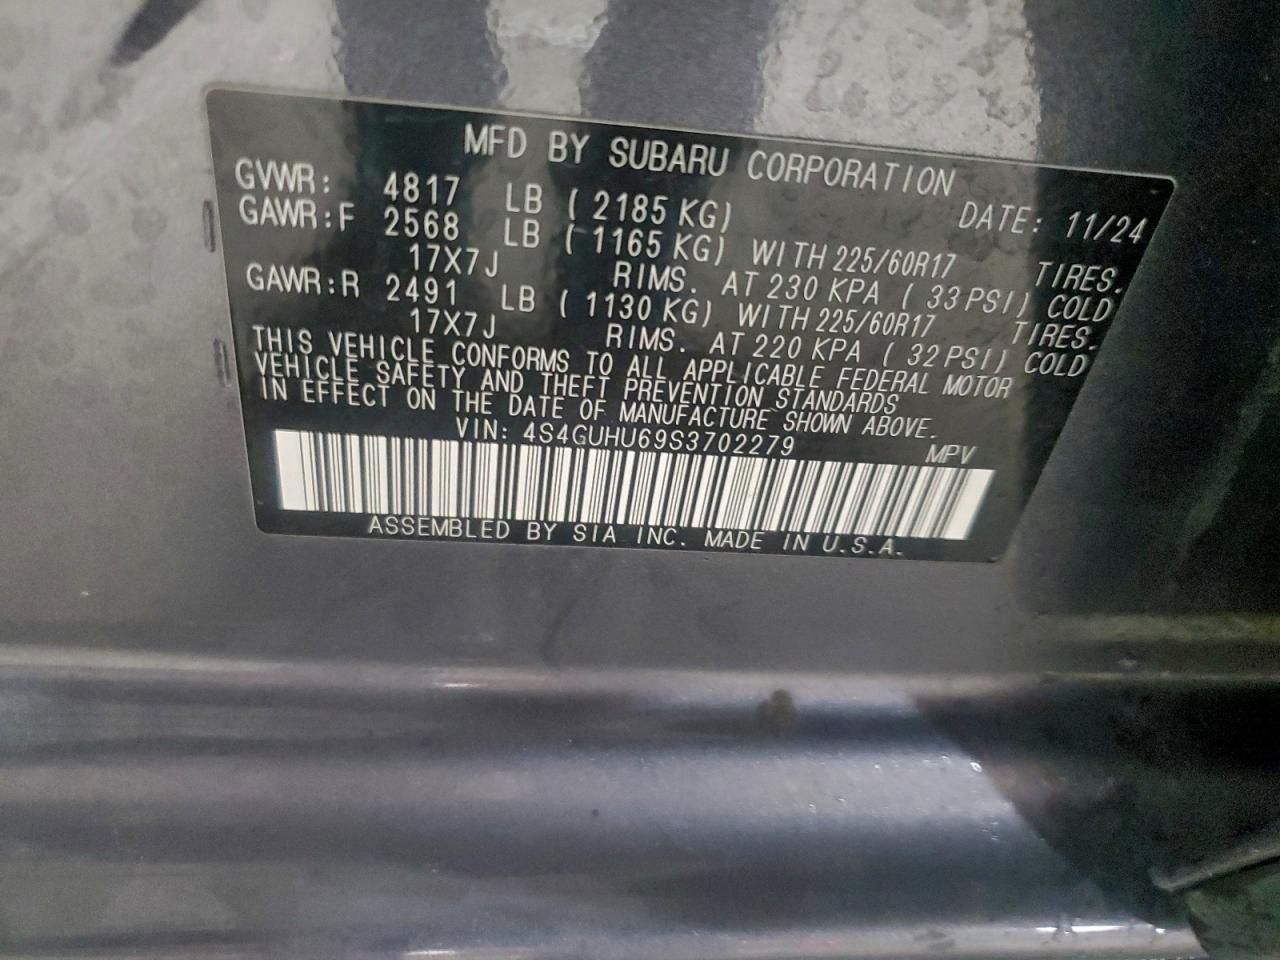 MFD BY SUBARU CORPORATION
DATE: 11/24
GVWR: 4817 LB ( 2185 KG)
GAWR:F 2568 LB ( 1165 KG) WITH 225/60R17 TIRES.
17X7J RIMS. AT 230 KPA ( 33 PSI) COLD
GAWR:R 2491 LB ( 1130 KG) WITH 225/60R17 TIRES.
17X7J RIMS. AT 220 KPA ( 32 PSI) COLD
THIS VEHICLE CONFORMS TO ALL APPLICABLE FEDERAL MOTOR
VEHICLE SAFETY AND THEFT PREVENTION STANDARDS
IN EFFECT ON THE DATE OF MANUFACTURE SHOWN ABOVE.
VIN: 4S4GUHU69S3702279 MPV
ASSEMBLED BY SIA INC. MADE IN U.S.A.